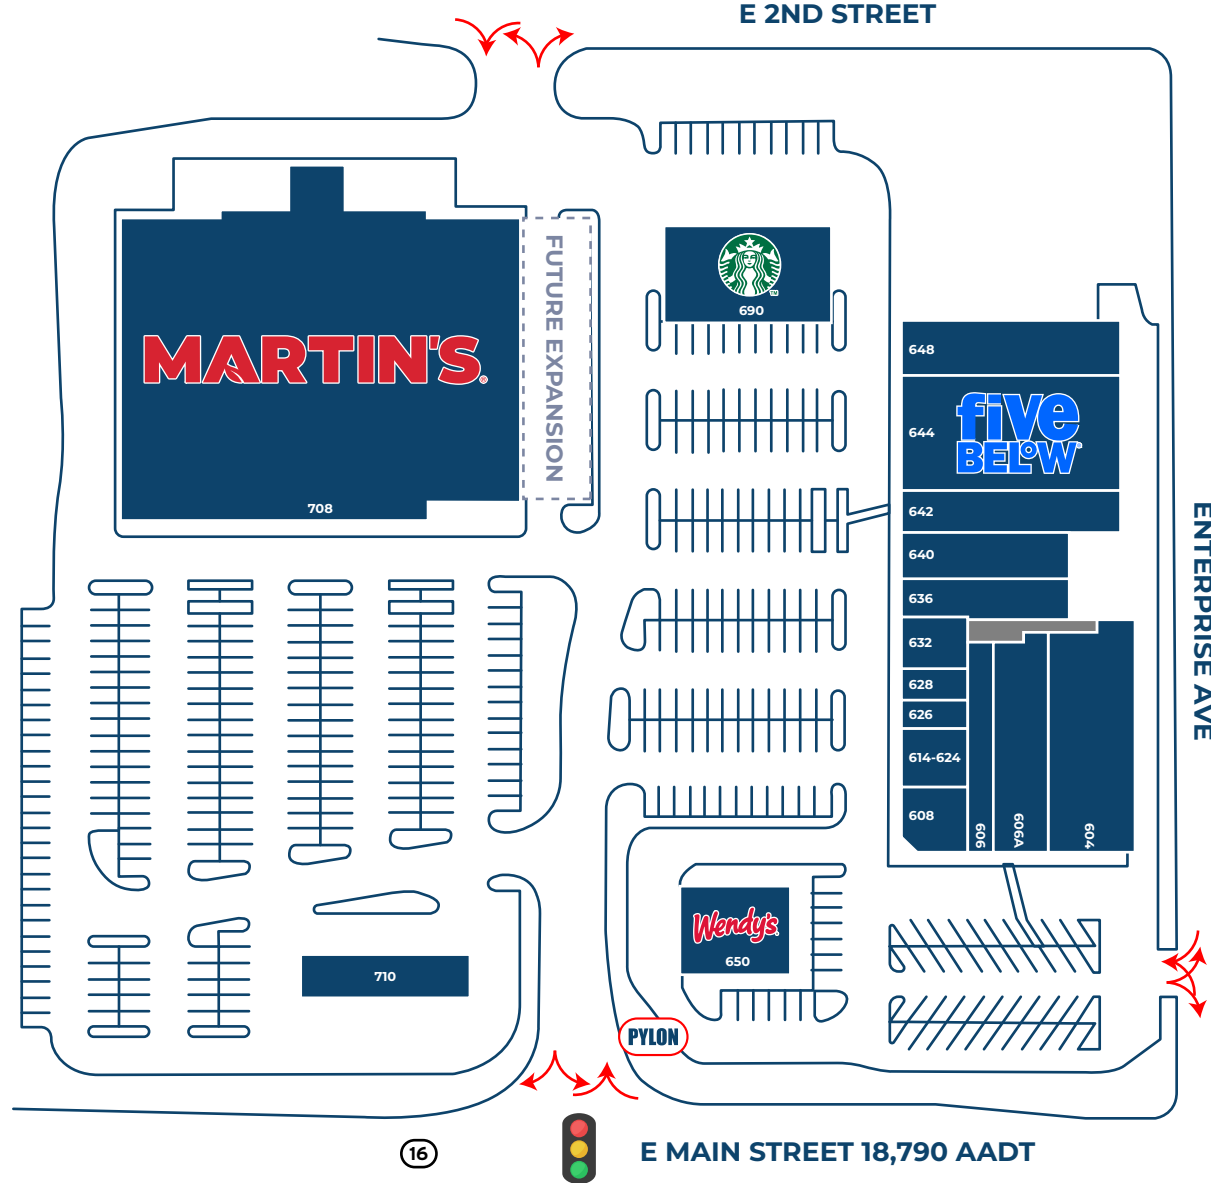 E 2ND STREET
FUTURE EXPANSION
690
TM
648
MARTIN'S®
644
five
BELOW®
708
642
640
ENTERPRISE AVE
636
632
628
626
614-624
608
606
606A
604
Wendy's
650
710
PYLON
16
E MAIN STREET 18,790 AADT